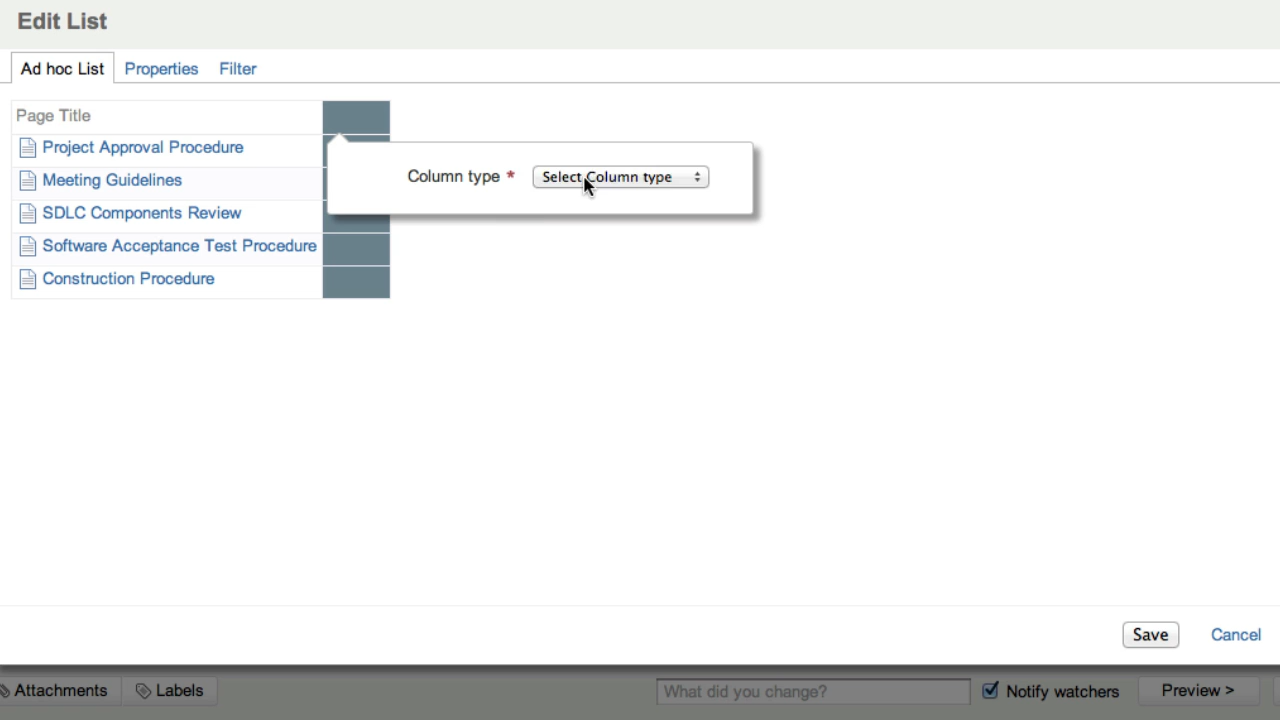 Edit List
Ad hoc List Properties Filter
Page Title
Project Approval Procedure
Column type * Select Column type
Meeting Guidelines
SDLC Components Review
Software Acceptance Test Procedure
Construction Procedure
Save Cancel
Attachments Labels What did you change? Notify watchers Preview >